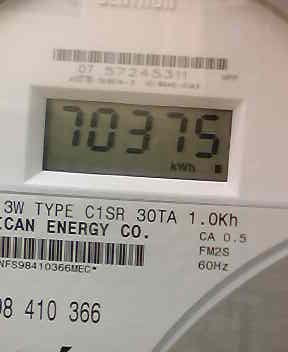 07 57245311
70375
kWh
3W TYPE C1SR 30TA 1.0Kh
ICAN ENERGY CO.
CA 0.5
FM2S
60Hz
NFS98410366MEC*
98 410 366